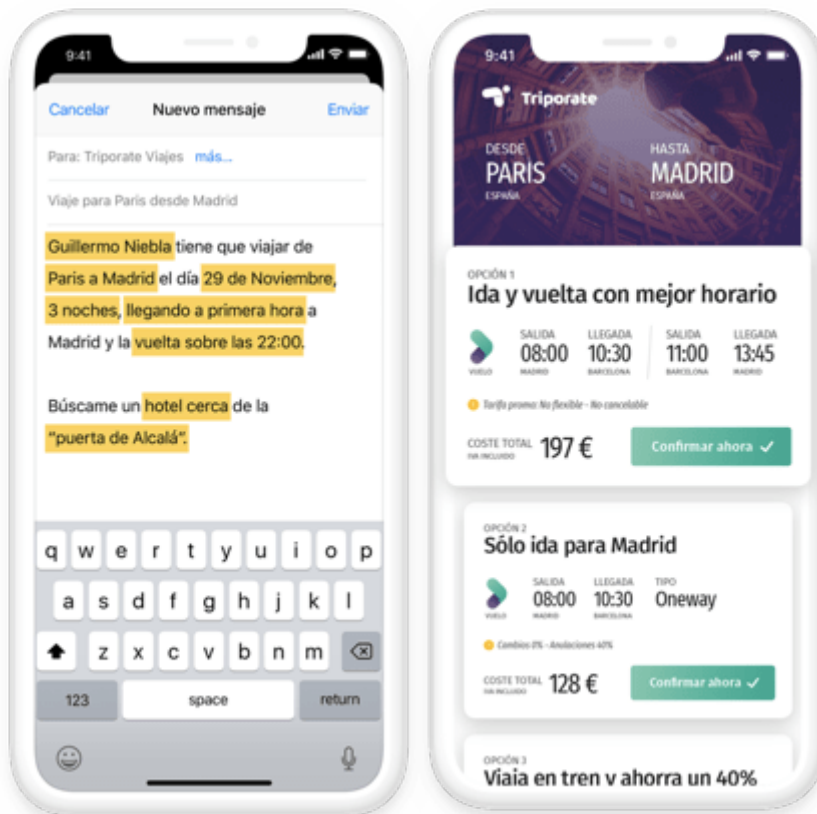 9:41
Cancelar Nuevo mensaje Enviar
Para: Triporate Viajes más...
Viaje para Paris desde Madrid
Guillermo Niebla tiene que viajar de
Paris a Madrid el día 29 de Noviembre,
3 noches, llegando a primera hora a
Madrid y la vuelta sobre las 22:00.
Búscame un hotel cerca de la
“puerta de Alcalá”.
q w e r t y u i o p
a s d f g h j k l
z x c v b n m
123 space return
9:41
Triporate
DESDE HASTA
PARIS MADRID
ESPAÑA ESPAÑA
OPCIÓN 1
Ida y vuelta con mejor horario
SALIDA LLEGADA SALIDA LLEGADA
08:00 10:30 11:00 13:45
VUELO MADRID BARCELONA BARCELONA MADRID
Tarifa promo: No flexible - No cancelable
COSTE TOTAL 197 € Confirmar ahora
IVA INCLUIDO
OPCIÓN 2
Sólo ida para Madrid
SALIDA LLEGADA TIPO
08:00 10:30 Oneway
VUELO MADRID BARCELONA
Cambios 0% - Anulaciones 40%
COSTE TOTAL 128 € Confirmar ahora
IVA INCLUIDO
OPCIÓN 3
Viaja en tren y ahorra un 40%